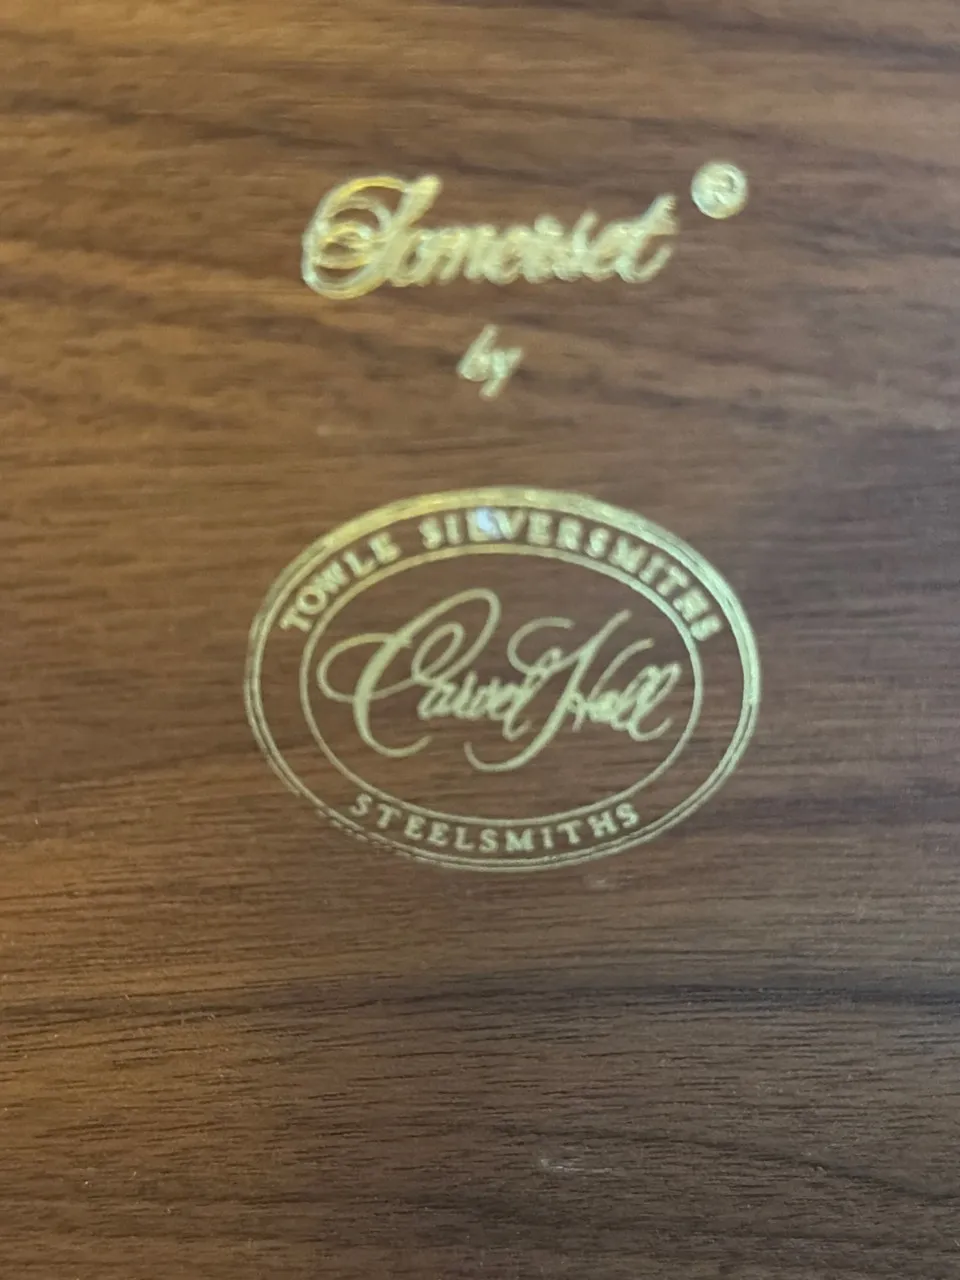 Somerset ®
by
TOWLE SILVERSMITHS
Carvel Hall
STEELSMITHS